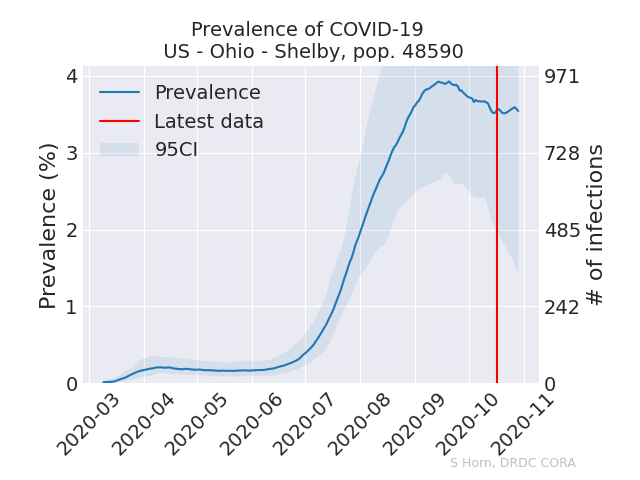 Prevalence of COVID-19
US - Ohio - Shelby, pop. 48590
Prevalence
Latest data
95CI
Prevalence (%)
4
3
2
1
0
971
728
485
242
0
# of infections
2020-03
2020-04
2020-05
2020-06
2020-07
2020-08
2020-09
2020-10
2020-11
S Horn, DRDC CORA